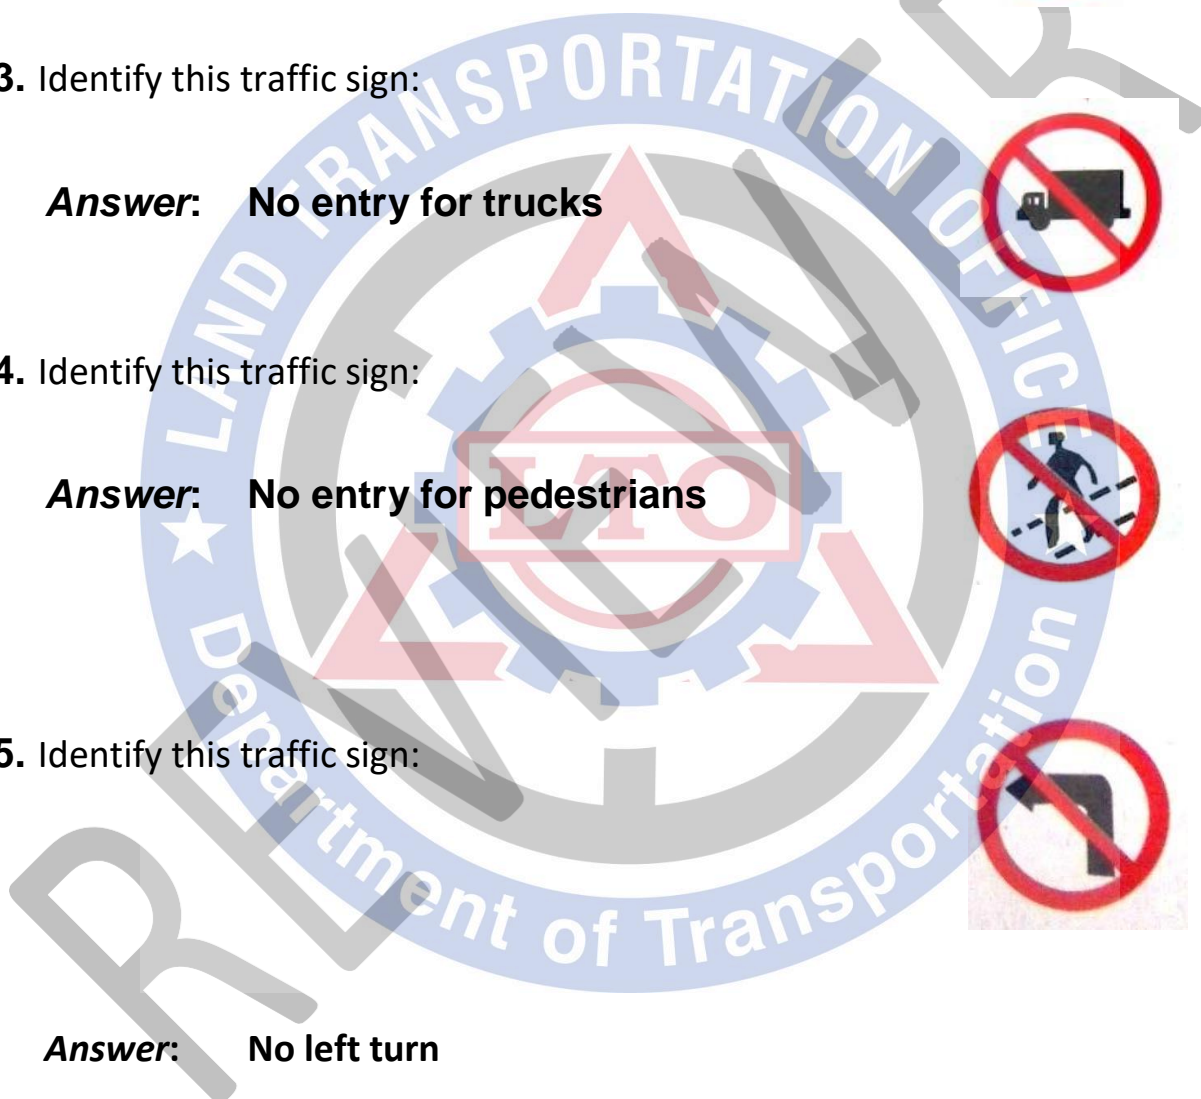 3. Identify this traffic sign:
Answer: No entry for trucks
4. Identify this traffic sign:
Answer: No entry for pedestrians
5. Identify this traffic sign:
Answer: No left turn
LAND TRANSPORTATION OFFICE
LTO
Department of Transportation
REVIEWER